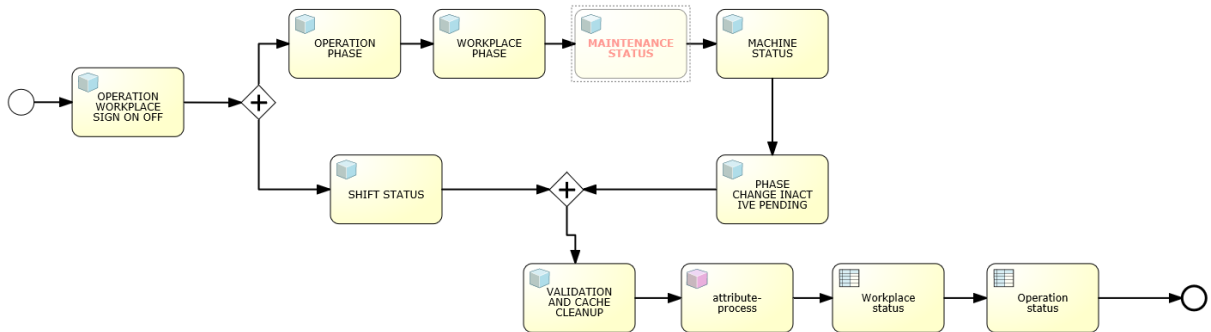 OPERATION
PHASE
WORKPLACE
PHASE
MAINTENANCE
STATUS
MACHINE
STATUS
OPERATION
WORKPLACE
SIGN ON OFF
SHIFT STATUS
PHASE
CHANGE INACT
IVE PENDING
VALIDATION
AND CACHE
CLEANUP
attribute-
process
Workplace
status
Operation
status